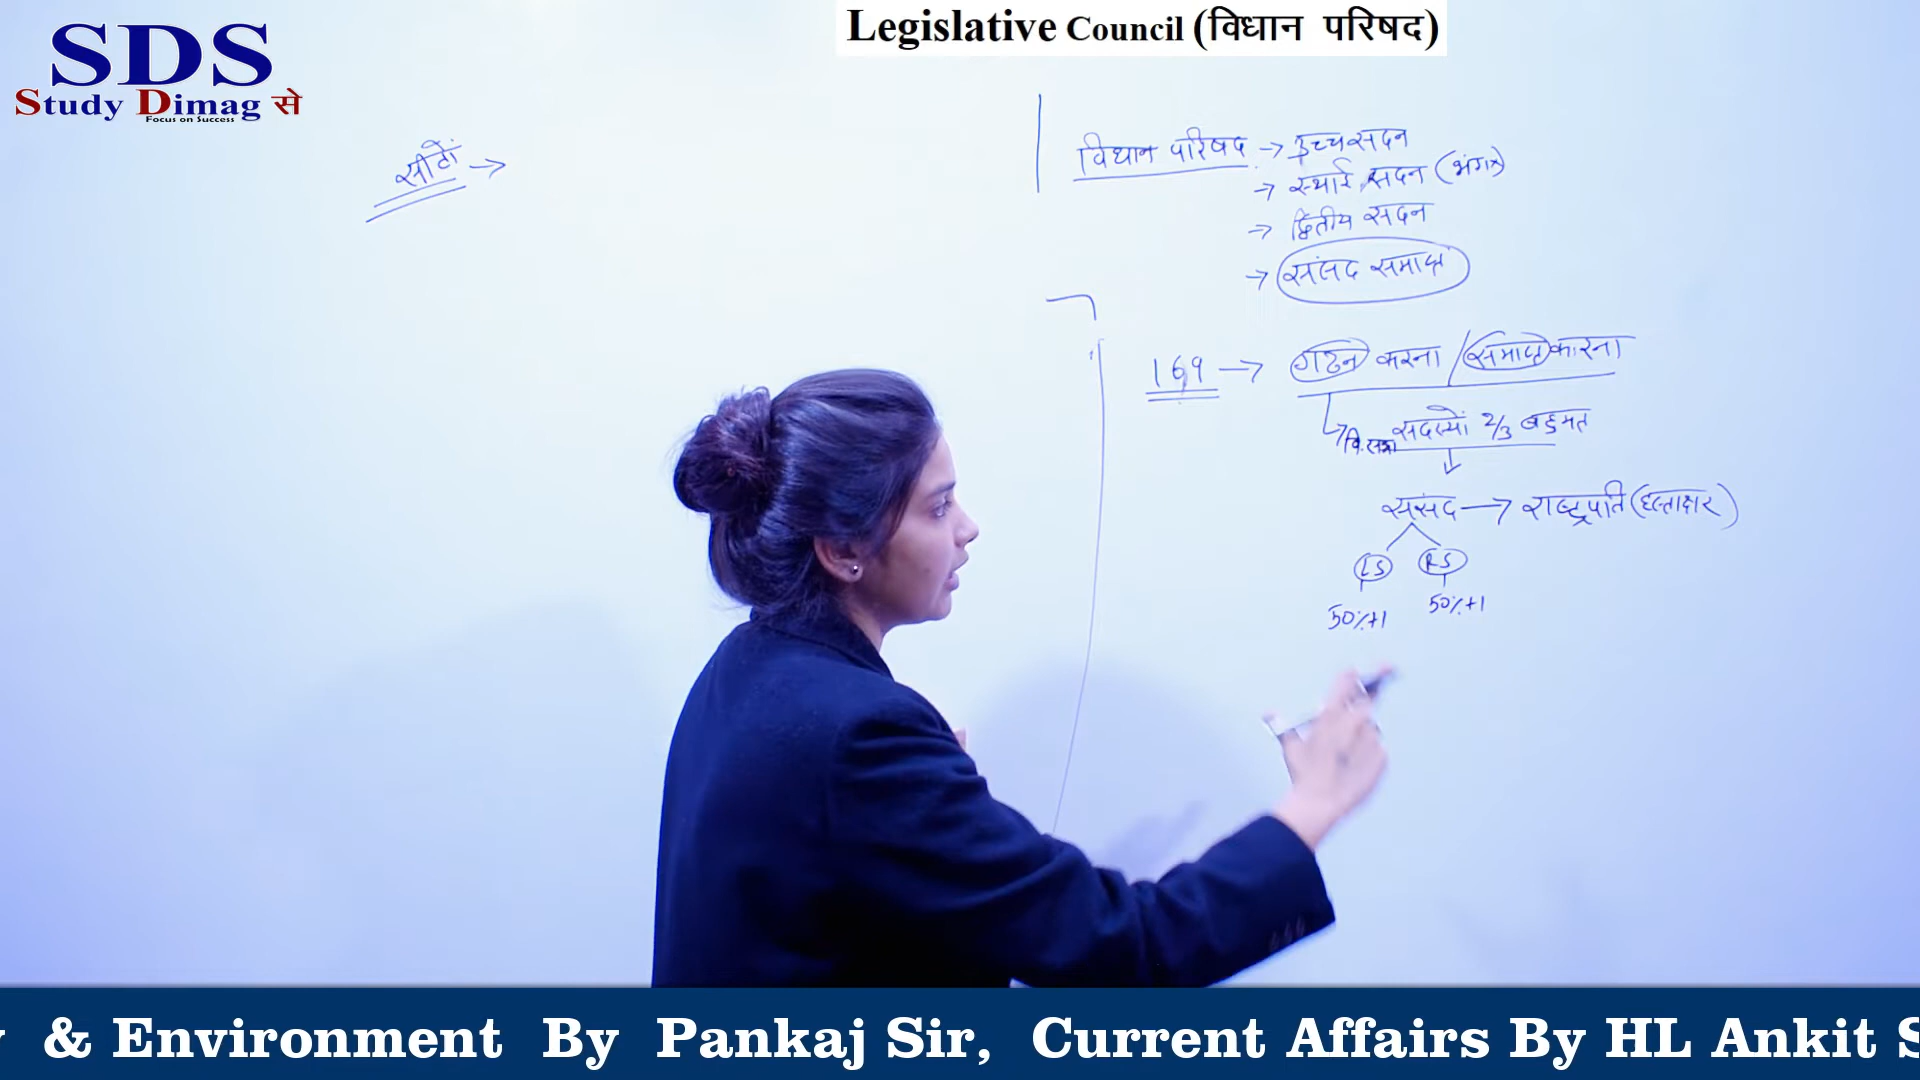 Legislative Council (विधान परिषद)
SDS
Study Dimag से
Focus on Success
सीटों →
विधान परिषद → उच्च सदन
→ स्थाई सदन (भंग
→ द्वितीय सदन
→ संसद समाप्त
169 → गठन करना / समाप्त करना
वि.सभा सदस्यों 2/3 बहुमत
संसद → राष्ट्रपति (हस्ताक्षर)
LS RS
50%+1 50%+1
& Environment By Pankaj Sir, Current Affairs By HL Ankit S